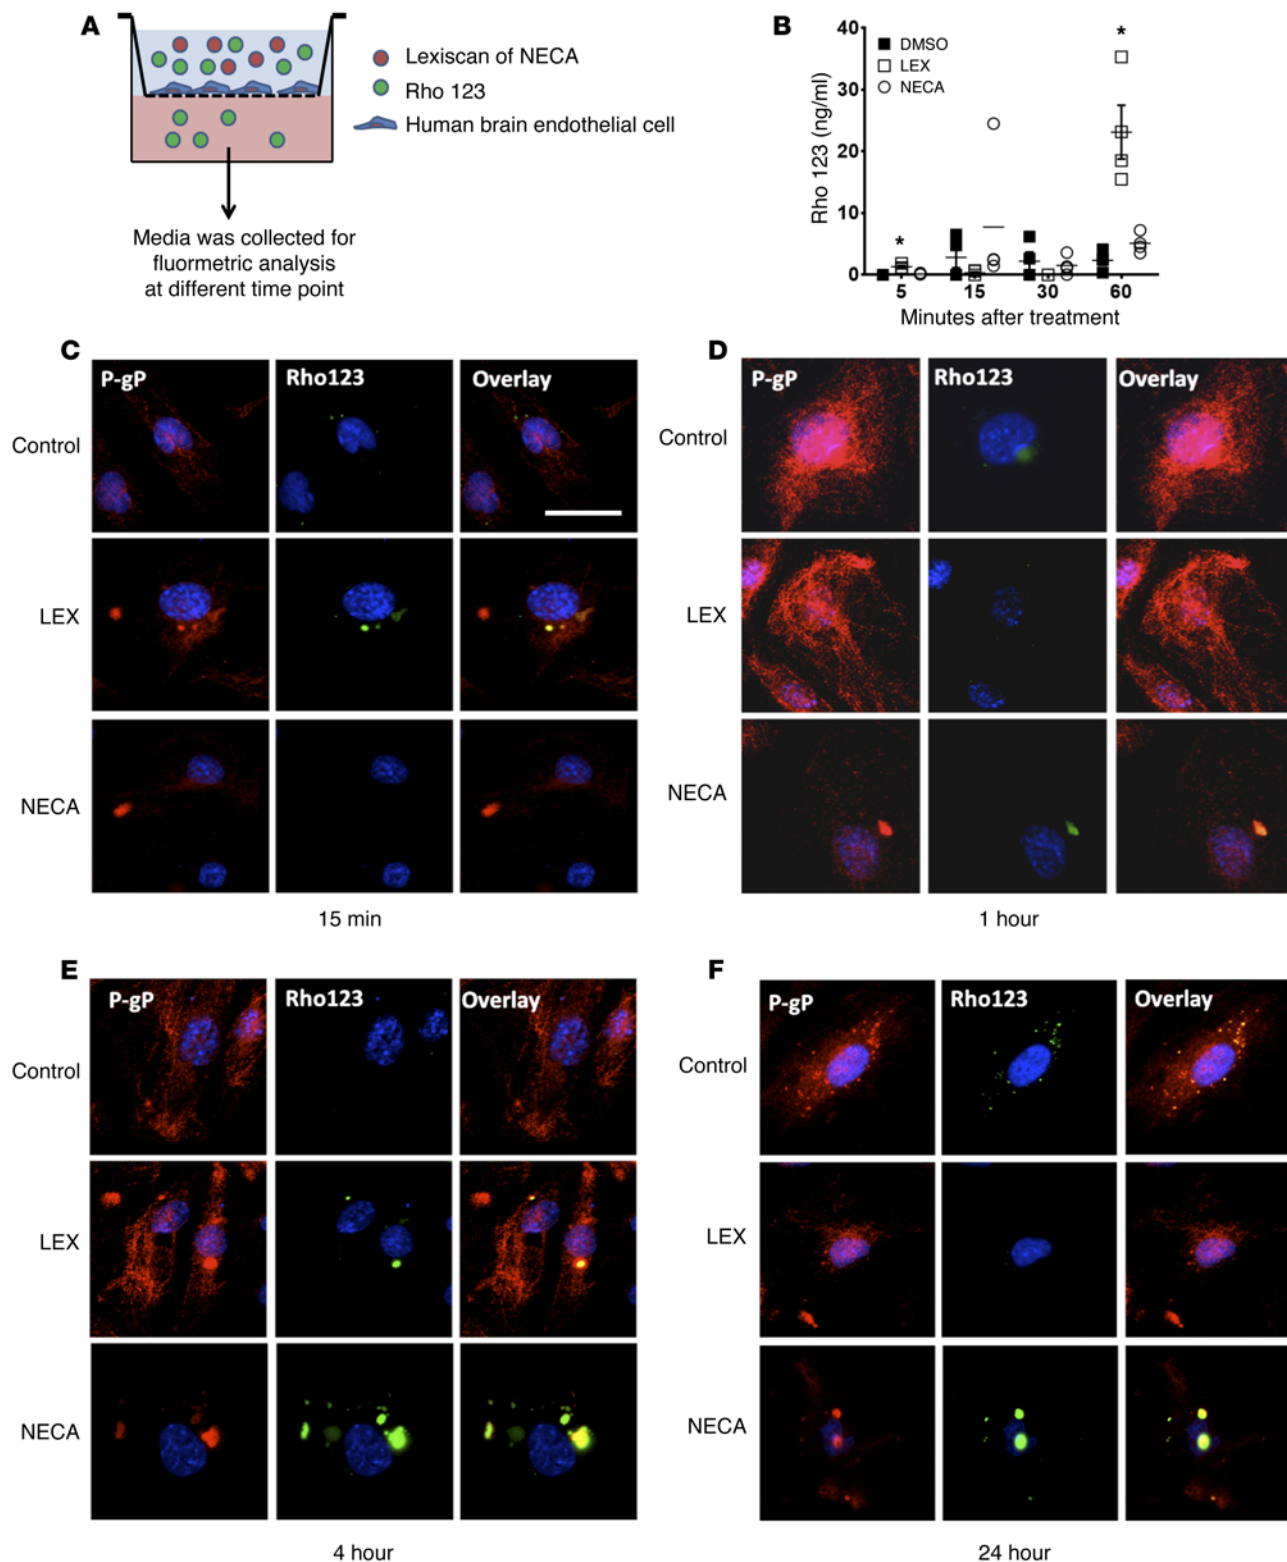 A
Lexiscan of NECA
Rho 123
Human brain endothelial cell
Media was collected for
fluormetric analysis
at different time point
B
*
40
30
20
10
0
Rho 123 (ng/ml)
DMSO
LEX
NECA
*
5 15 30 60
Minutes after treatment
C
P-gP Rho123 Overlay
Control
LEX
NECA
15 min
D
P-gP Rho123 Overlay
Control
LEX
NECA
1 hour
E
P-gP Rho123 Overlay
Control
LEX
NECA
4 hour
F
P-gP Rho123 Overlay
Control
LEX
NECA
24 hour